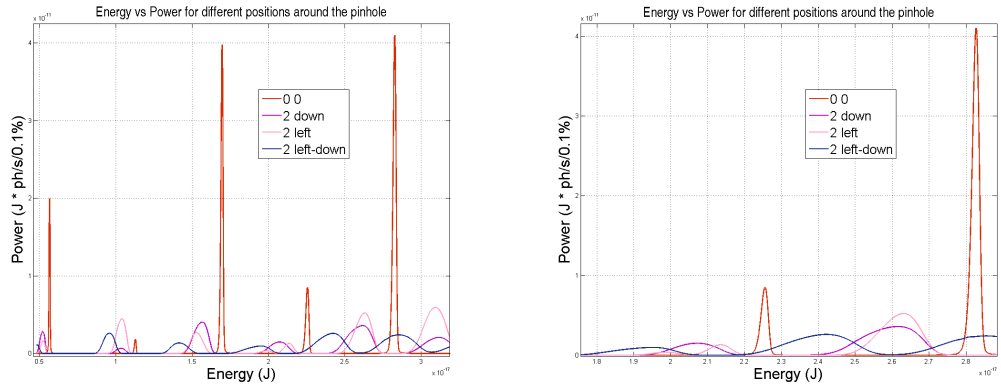 Energy vs Power for different positions around the pinhole
x 10⁻¹¹
4
3
2
1
0
Power (J * ph/s/0.1%)
0 0
2 down
2 left
2 left-down
0.5
1
1.5
2
2.5
3
x 10⁻¹⁷
Energy (J)
Energy vs Power for different positions around the pinhole
x 10⁻¹¹
4
3
2
1
0
Power (J * ph/s/0.1%)
0 0
2 down
2 left
2 left-down
1.8
1.9
2
2.1
2.2
2.3
2.4
2.5
2.6
2.7
2.8
x 10⁻¹⁷
Energy (J)